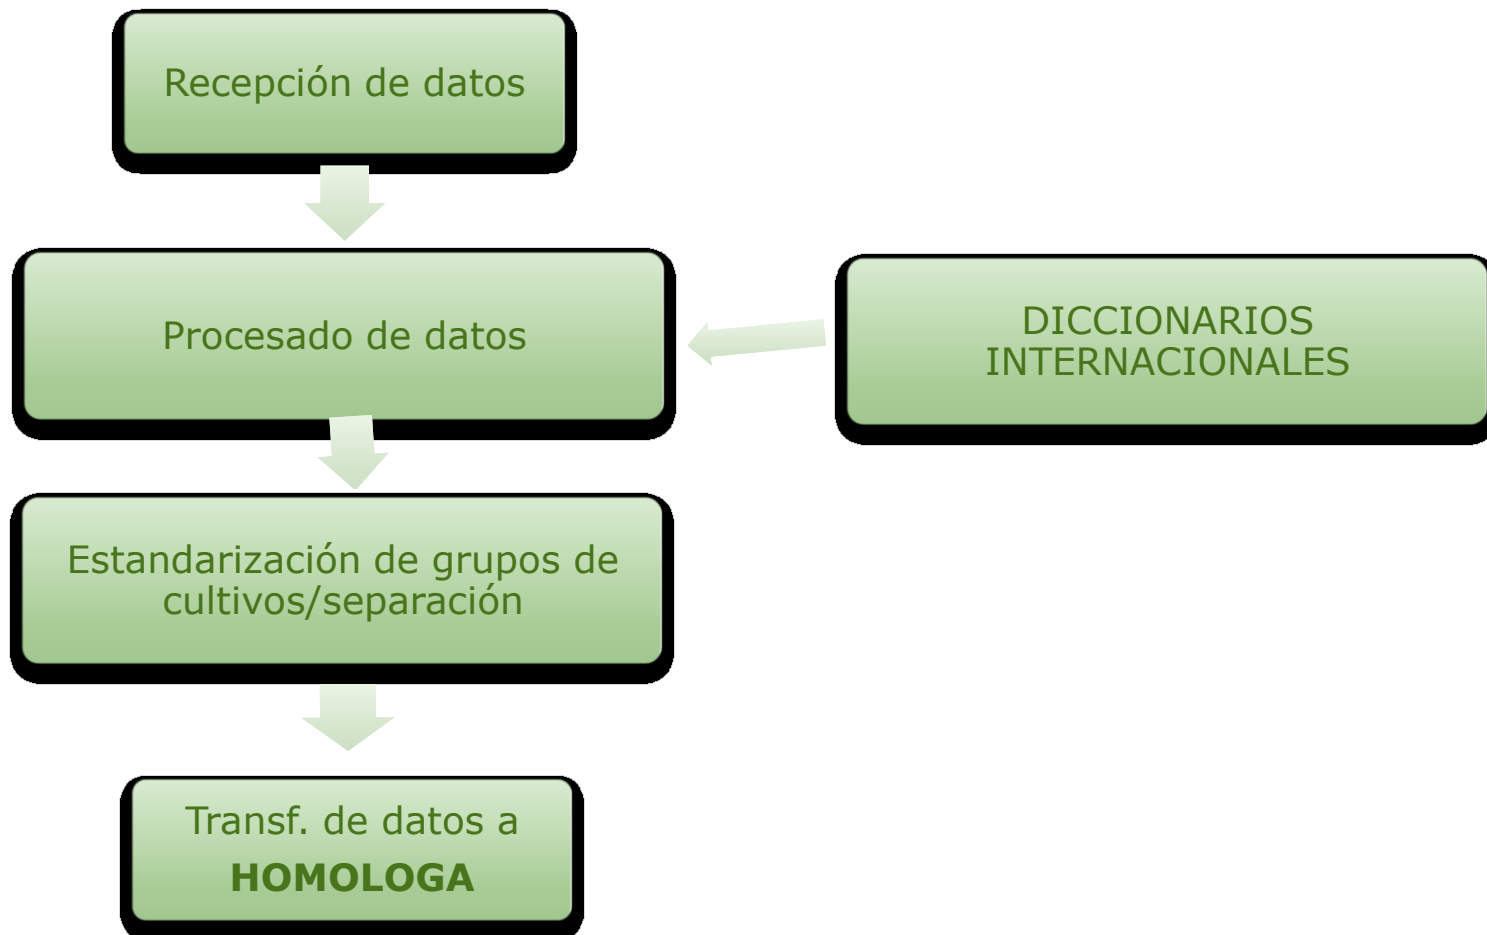 Recepción de datos
Procesado de datos
DICCIONARIOS
INTERNACIONALES
Estandarización de grupos de
cultivos/separación
Transf. de datos a
HOMOLOGA